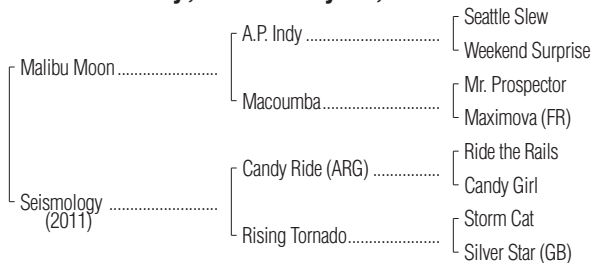 Seattle Slew
A.P. Indy
Weekend Surprise
Malibu Moon
Mr. Prospector
Macoumba
Maximova (FR)
Ride the Rails
Candy Ride (ARG)
Candy Girl
Seismology
(2011)
Storm Cat
Rising Tornado
Silver Star (GB)